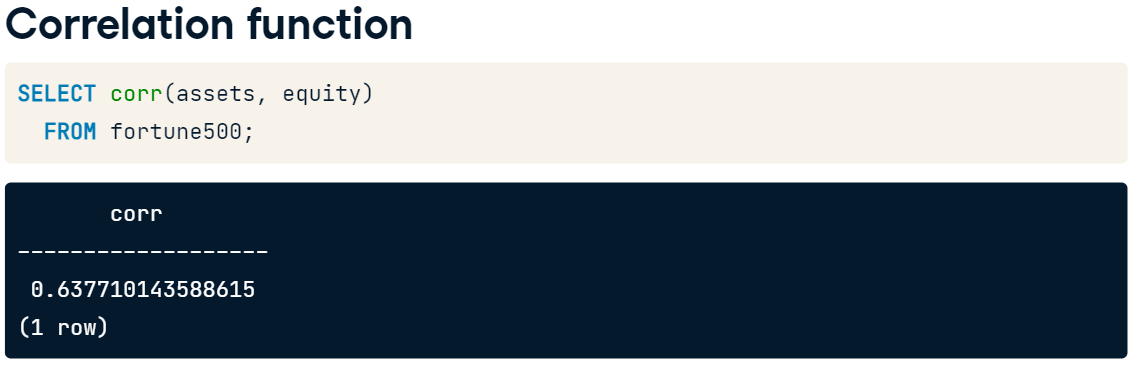 Correlation function
SELECT corr(assets, equity)
FROM fortune500;
corr
-------------------
0.637710143588615
(1 row)